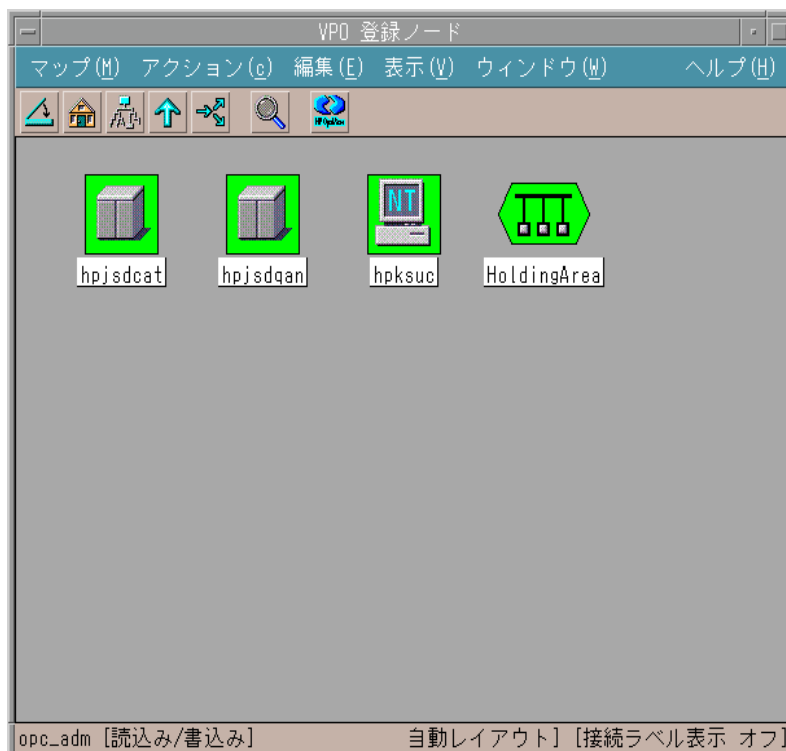 VPO 登録ノード
マップ(M) アクション(c) 編集(E) 表示(V) ウィンドウ(W) ヘルプ(H)
HP OpenView
NT
hpjsdcat hpjsdqan hpksuc HoldingArea
opc_adm [読込み/書込み] 自動レイアウト] [接続ラベル表示 オフ]